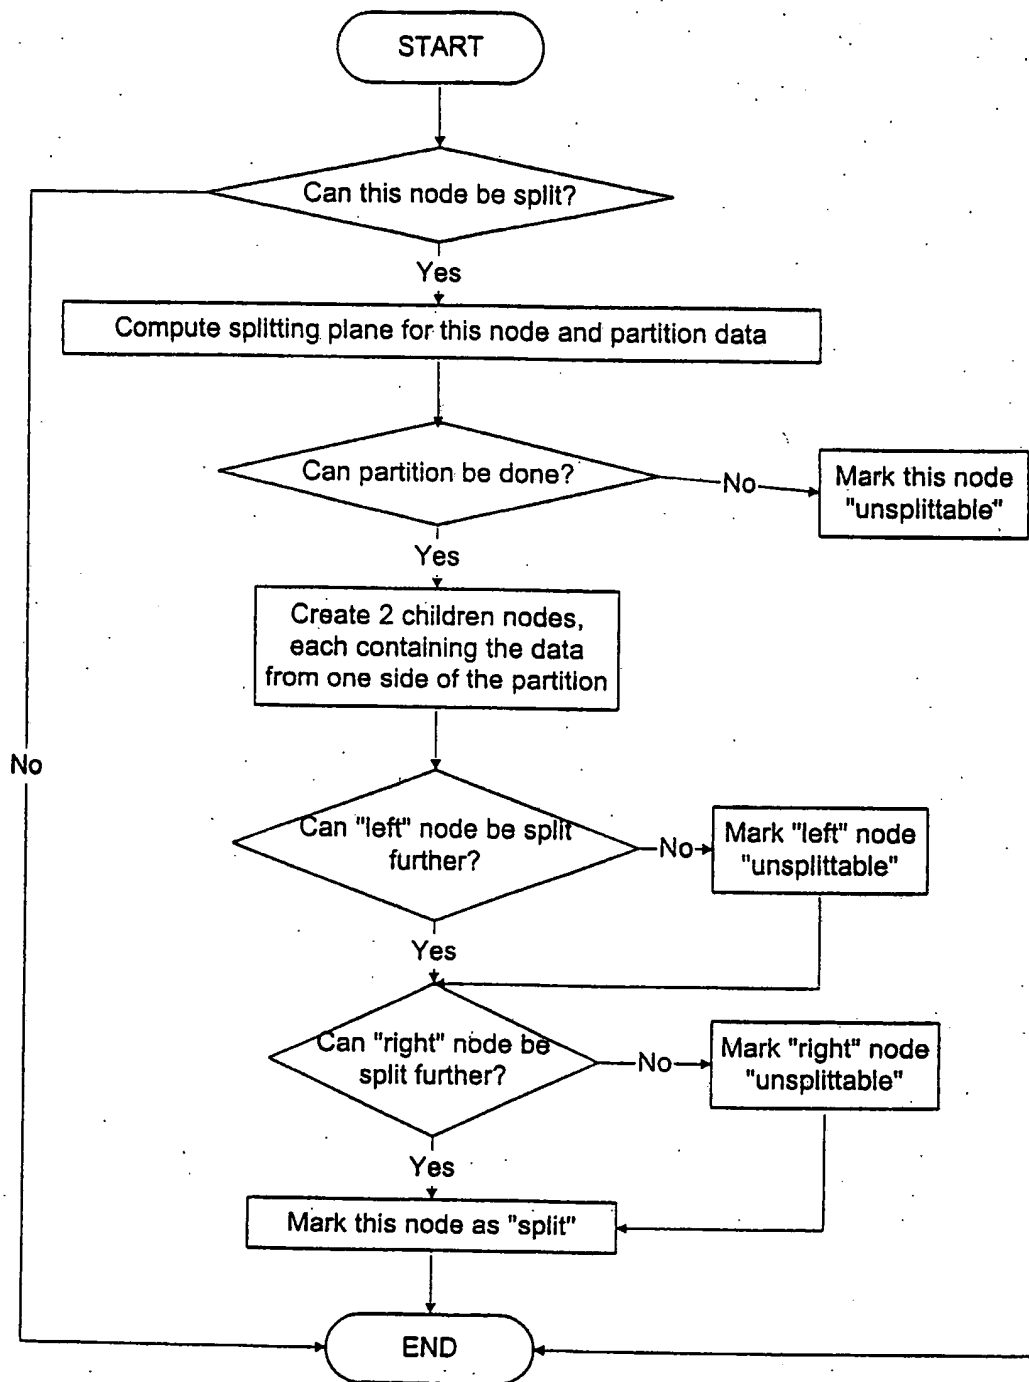 START
Can this node be split?
Yes
Compute splitting plane for this node and partition data
Can partition be done?
No
Mark this node
"unsplittable"
Yes
Create 2 children nodes,
each containing the data
from one side of the partition
No
Can "left" node be split
further?
No
Mark "left" node
"unsplittable"
Yes
Can "right" node be
split further?
No
Mark "right" node
"unsplittable"
Yes
Mark this node as "split"
END